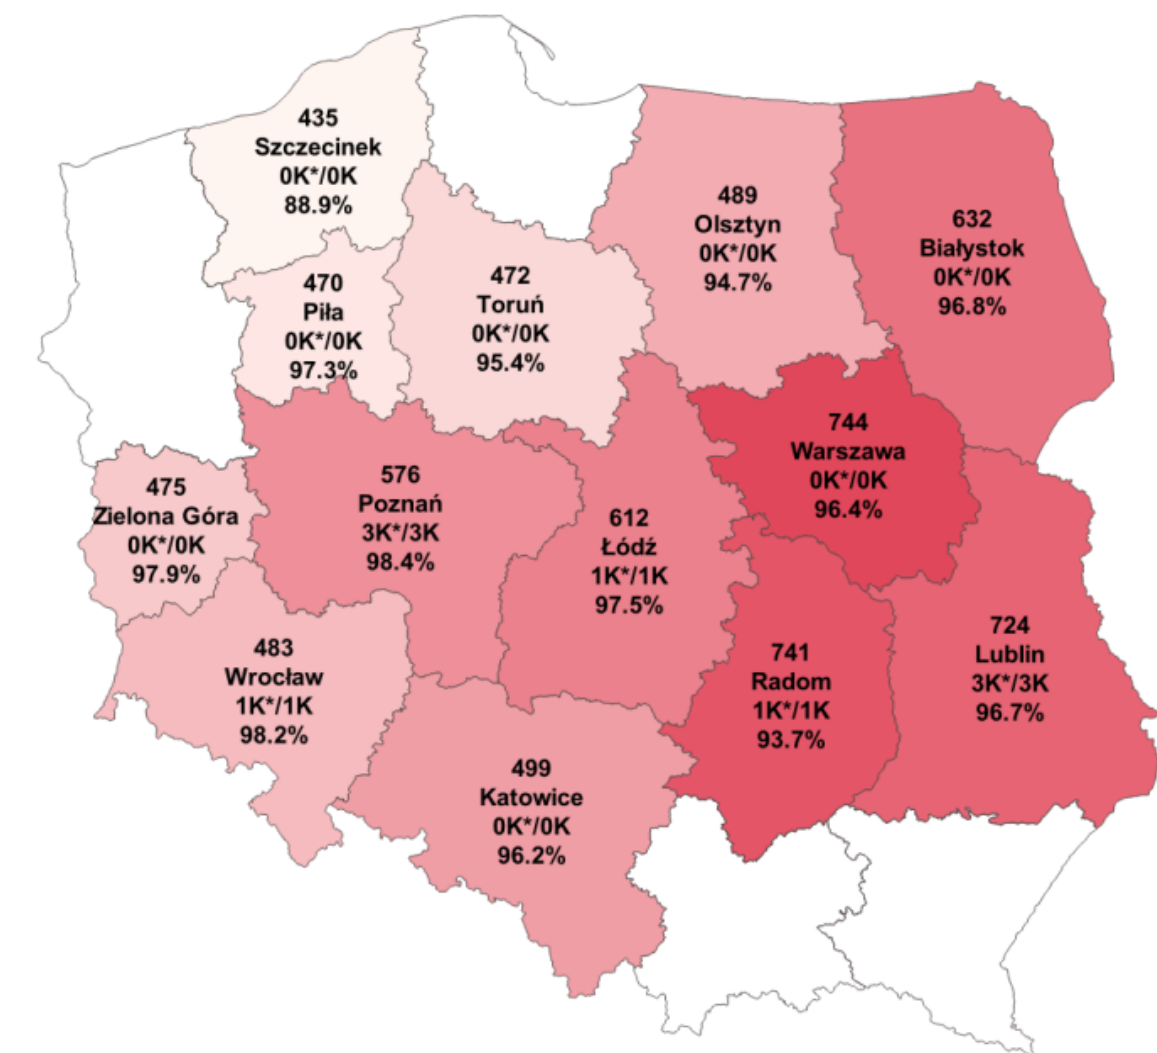 435
Szczecinek
0K*/0K
88.9%
489
Olsztyn
0K*/0K
94.7%
632
Białystok
0K*/0K
96.8%
470
Piła
0K*/0K
97.3%
472
Toruń
0K*/0K
95.4%
744
Warszawa
0K*/0K
96.4%
475
Zielona Góra
0K*/0K
97.9%
576
Poznań
3K*/3K
98.4%
612
Łódź
1K*/1K
97.5%
483
Wrocław
1K*/1K
98.2%
741
Radom
1K*/1K
93.7%
724
Lublin
3K*/3K
96.7%
499
Katowice
0K*/0K
96.2%